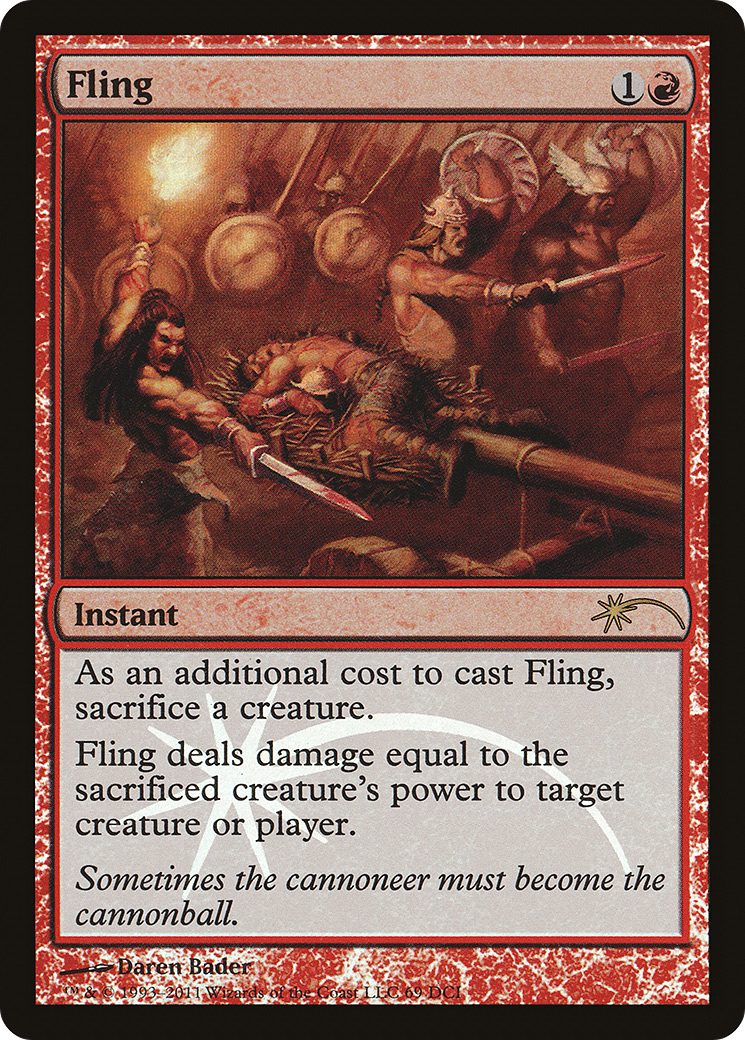 Fling
1
Instant
As an additional cost to cast Fling,
sacrifice a creature.
Fling deals damage equal to the
sacrificed creature's power to target
creature or player.
Sometimes the cannoneer must become the
cannonball.
Daren Bader
™ & © 1993–2011 Wizards of the Coast LLC 69 DCI